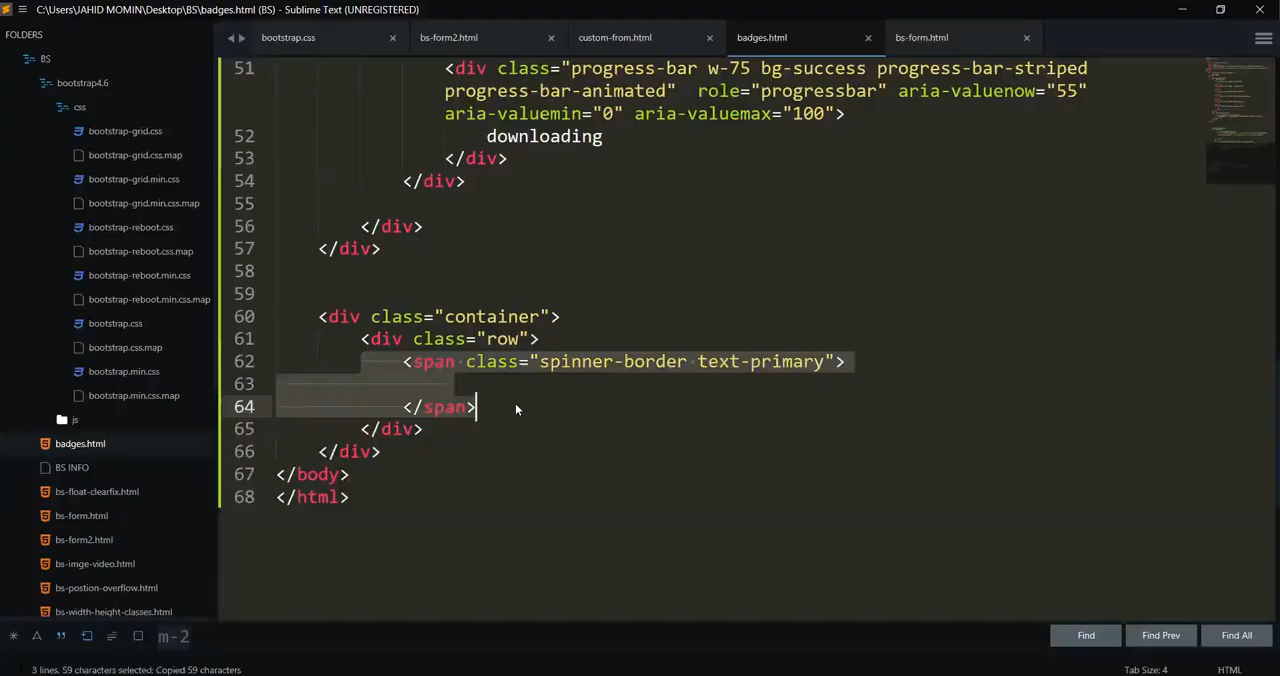 C:\Users\JAHID MOMIN\Desktop\BS\badges.html (BS) - Sublime Text (UNREGISTERED)
FOLDERS
BS
bootstrap4.6
css
bootstrap-grid.css
bootstrap-grid.css.map
bootstrap-grid.min.css
bootstrap-grid.min.css.map
bootstrap-reboot.css
bootstrap-reboot.css.map
bootstrap-reboot.min.css
bootstrap-reboot.min.css.map
bootstrap.css
bootstrap.css.map
bootstrap.min.css
bootstrap.min.css.map
js
badges.html
BS INFO
bs-float-clearfix.html
bs-form.html
bs-form2.html
bs-imge-video.html
bs-postion-overflow.html
bs-width-height-classes.html
bootstrap.css bs-form2.html custom-from.html badges.html bs-form.html
51 <div class="progress-bar w-75 bg-success progress-bar-striped
progress-bar-animated" role="progressbar" aria-valuenow="55"
aria-valuemin="0" aria-valuemax="100">
52 downloading
53 </div>
54 </div>
55
56 </div>
57 </div>
58
59
60 <div class="container">
61 <div class="row">
62 <span class="spinner-border text-primary">
63
64 </span>
65 </div>
66 </div>
67 </body>
68 </html>
m-2
Find Find Prev Find All
3 lines, 59 characters selected: Copied 59 characters Tab Size: 4 HTML